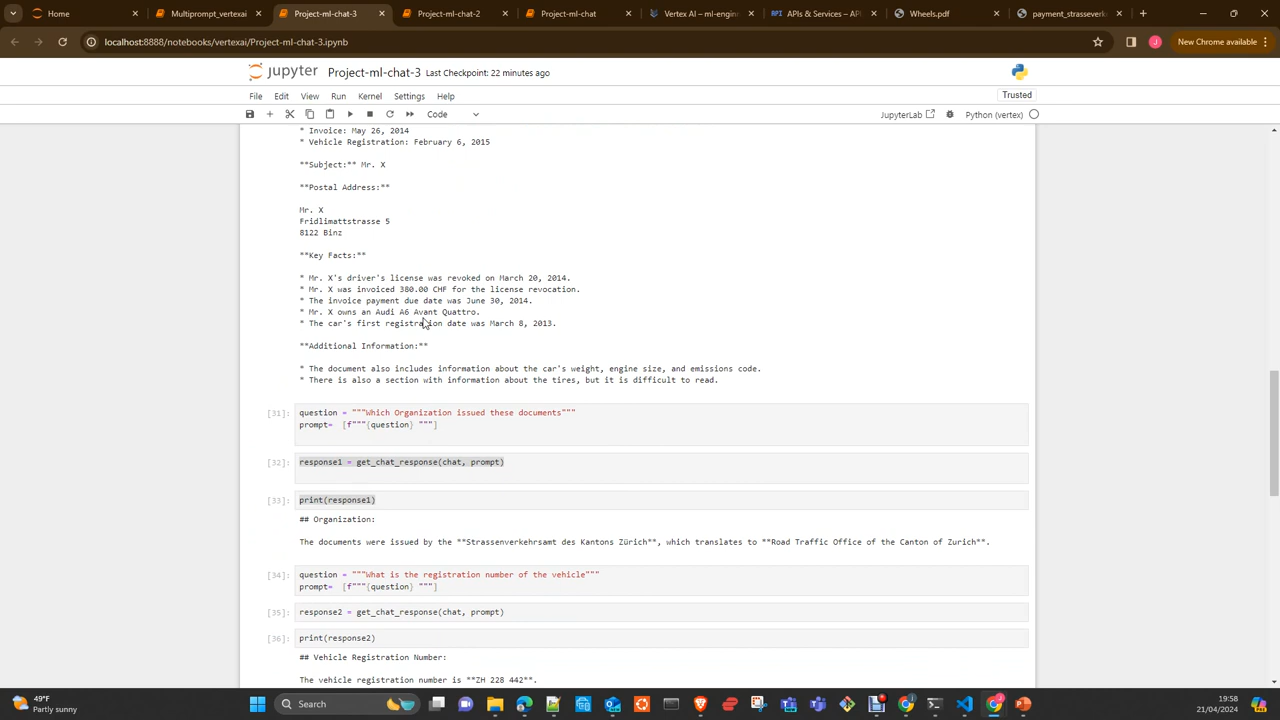 Home
Multiprompt_vertexai
Project-ml-chat-3
Project-ml-chat-2
Project-ml-chat
Vertex AI – ml-engine
API APIs & Services – API
Wheels.pdf
payment_strasseverk
localhost:8888/notebooks/vertexai/Project-ml-chat-3.ipynb
New Chrome available
jupyter Project-ml-chat-3 Last Checkpoint: 22 minutes ago
File Edit View Run Kernel Settings Help
Trusted
Code
JupyterLab
Python (vertex)
* Invoice: May 26, 2014
* Vehicle Registration: February 6, 2015
**Subject:** Mr. X
**Postal Address:**
Mr. X
Fridlimattstrasse 5
8122 Binz
**Key Facts:**
* Mr. X's driver's license was revoked on March 20, 2014.
* Mr. X was invoiced 380.00 CHF for the license revocation.
* The invoice payment due date was June 30, 2014.
* Mr. X owns an Audi A6 Avant Quattro.
* The car's first registration date was March 8, 2013.
**Additional Information:**
* The document also includes information about the car's weight, engine size, and emissions code.
* There is also a section with information about the tires, but it is difficult to read.
[31]: question = """Which Organization issued these documents"""
prompt= [f"""{question} """]
[32]: response1 = get_chat_response(chat, prompt)
[33]: print(response1)
## Organization:
The documents were issued by the **Strassenverkehrsamt des Kantons Zürich**, which translates to **Road Traffic Office of the Canton of Zurich**.
[34]: question = """What is the registration number of the vehicle"""
prompt= [f"""{question} """]
[35]: response2 = get_chat_response(chat, prompt)
[36]: print(response2)
## Vehicle Registration Number:
The vehicle registration number is **ZH 228 442**.
49°F
Partly sunny
Search
19:58
21/04/2024